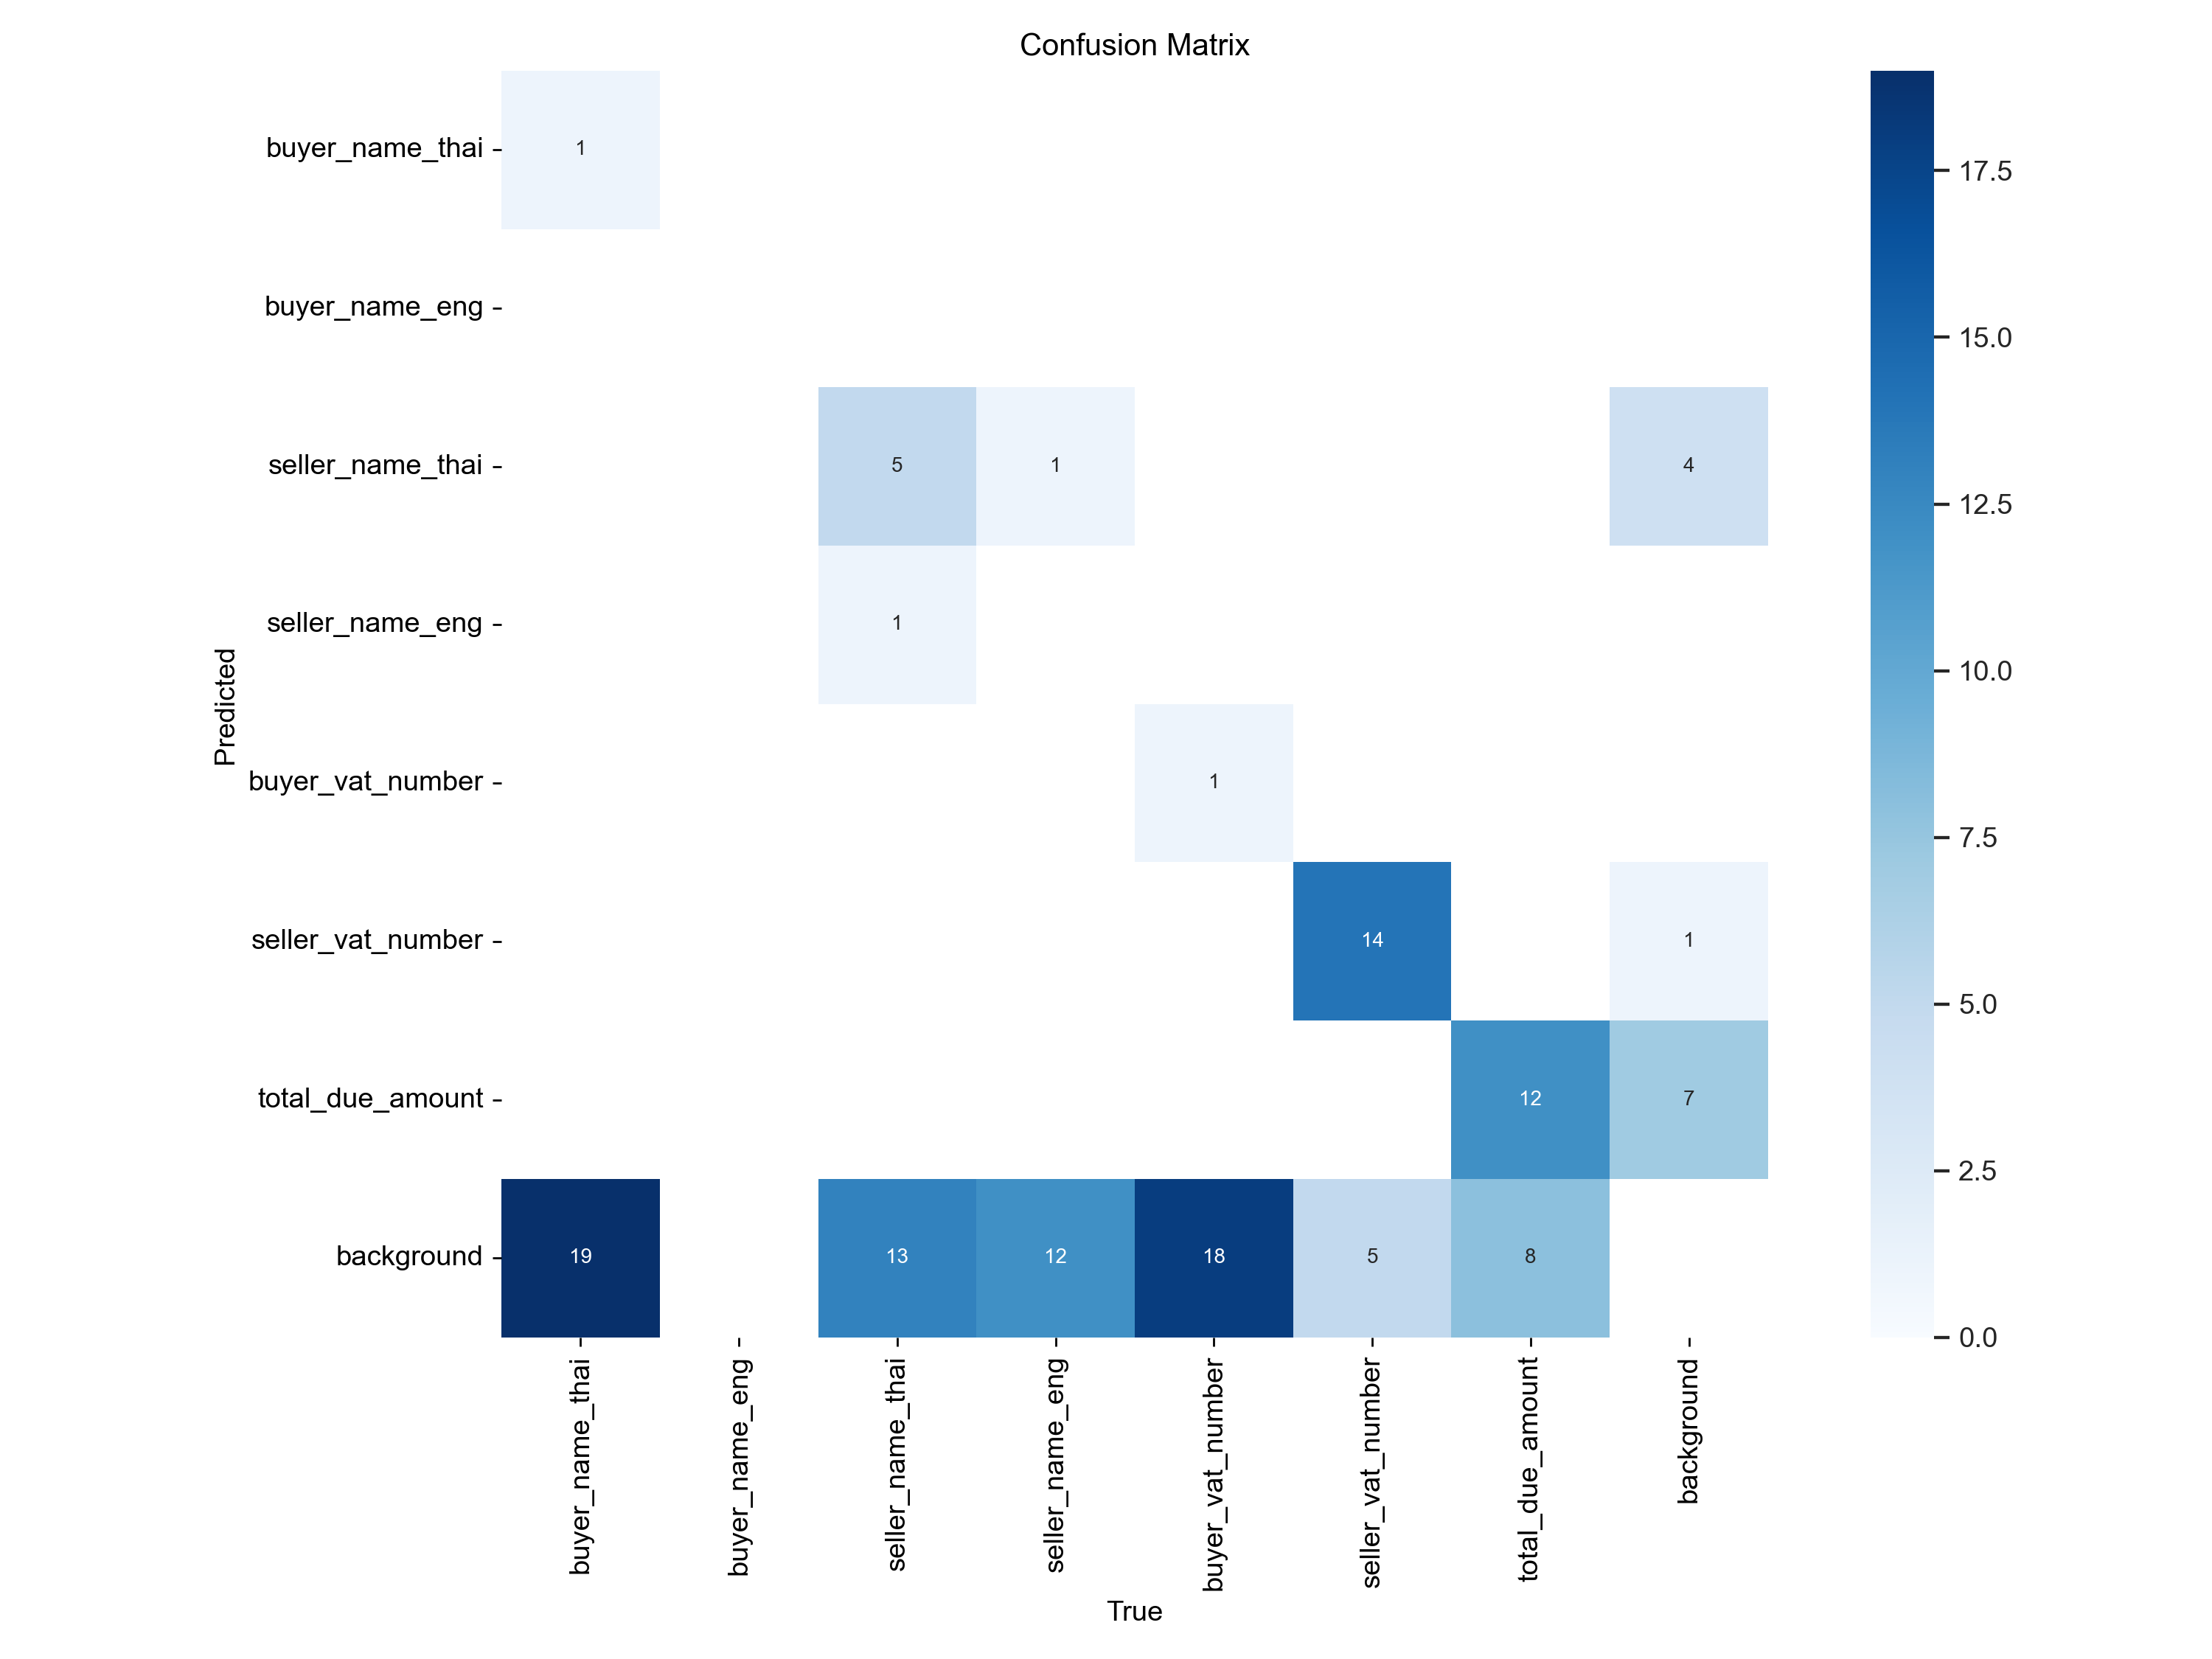 Confusion Matrix
buyer_name_thai
1
buyer_name_eng
seller_name_thai
5 1 4
seller_name_eng
1
buyer_vat_number
1
seller_vat_number
14 1
total_due_amount
12 7
background
19 13 12 18 5 8
Predicted
buyer_name_thai
buyer_name_eng
seller_name_thai
seller_name_eng
buyer_vat_number
seller_vat_number
total_due_amount
background
True
17.5
15.0
12.5
10.0
7.5
5.0
2.5
0.0